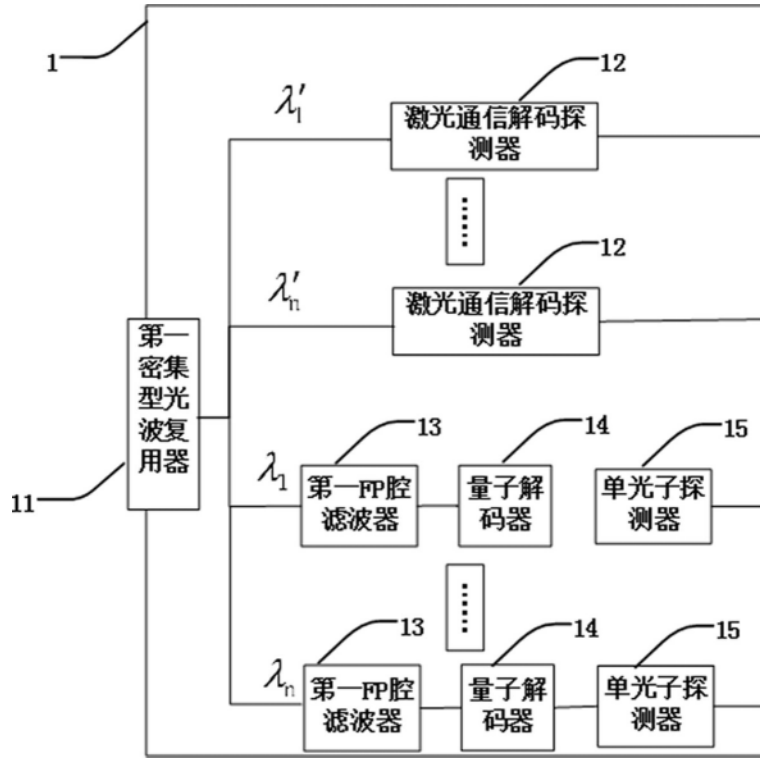 1
12
λ'₁
激光通信解码探
测器
⋮
12
λ'ₙ
激光通信解码探
测器
第一
密集
型光
波复
用器
11
13
14
15
λ₁
第一FP腔
滤波器
量子解
码器
单光子探
测器
⋮
13
14
15
λₙ
第一FP腔
滤波器
量子解
码器
单光子探
测器